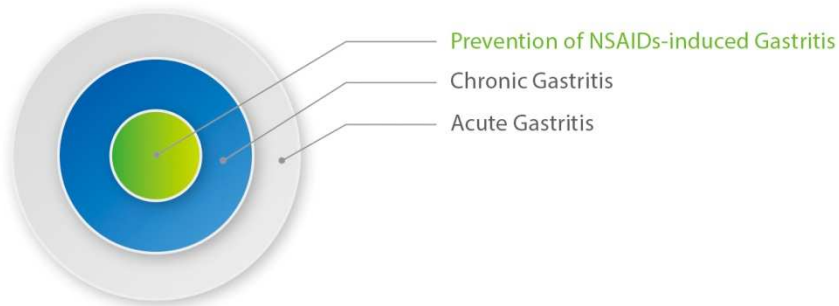 Prevention of NSAIDs-induced Gastritis
Chronic Gastritis
Acute Gastritis